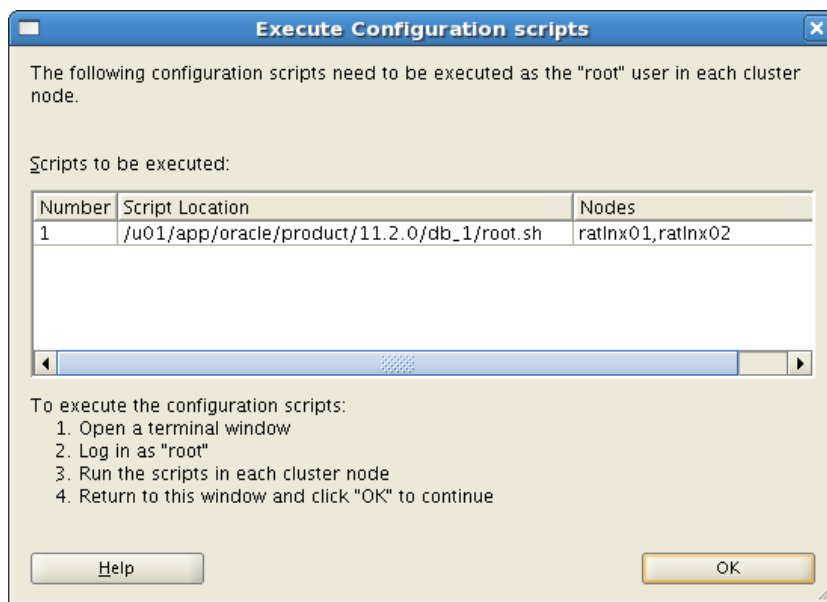 Execute Configuration scripts
The following configuration scripts need to be executed as the "root" user in each cluster
node.
Scripts to be executed:
Number Script Location Nodes
1 /u01/app/oracle/product/11.2.0/db_1/root.sh ratlnx01,ratlnx02
To execute the configuration scripts:
1. Open a terminal window
2. Log in as "root"
3. Run the scripts in each cluster node
4. Return to this window and click "OK" to continue
Help OK